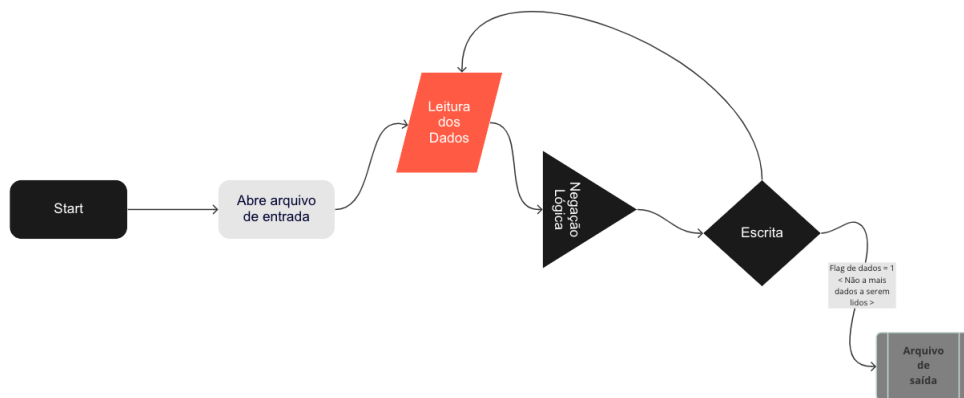 Start
Abre arquivo
de entrada
Leitura
dos
Dados
Negação
Lógica
Escrita
Flag de dados = 1
< Não a mais
dados a serem
lidos >
Arquivo
de
saída